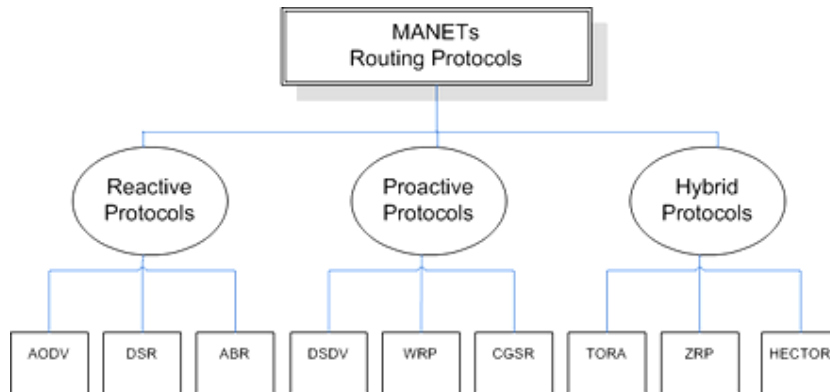 MANETs
Routing Protocols
Reactive
Protocols
Proactive
Protocols
Hybrid
Protocols
AODV
DSR
ABR
DSDV
WRP
CGSR
TORA
ZRP
HECTOR